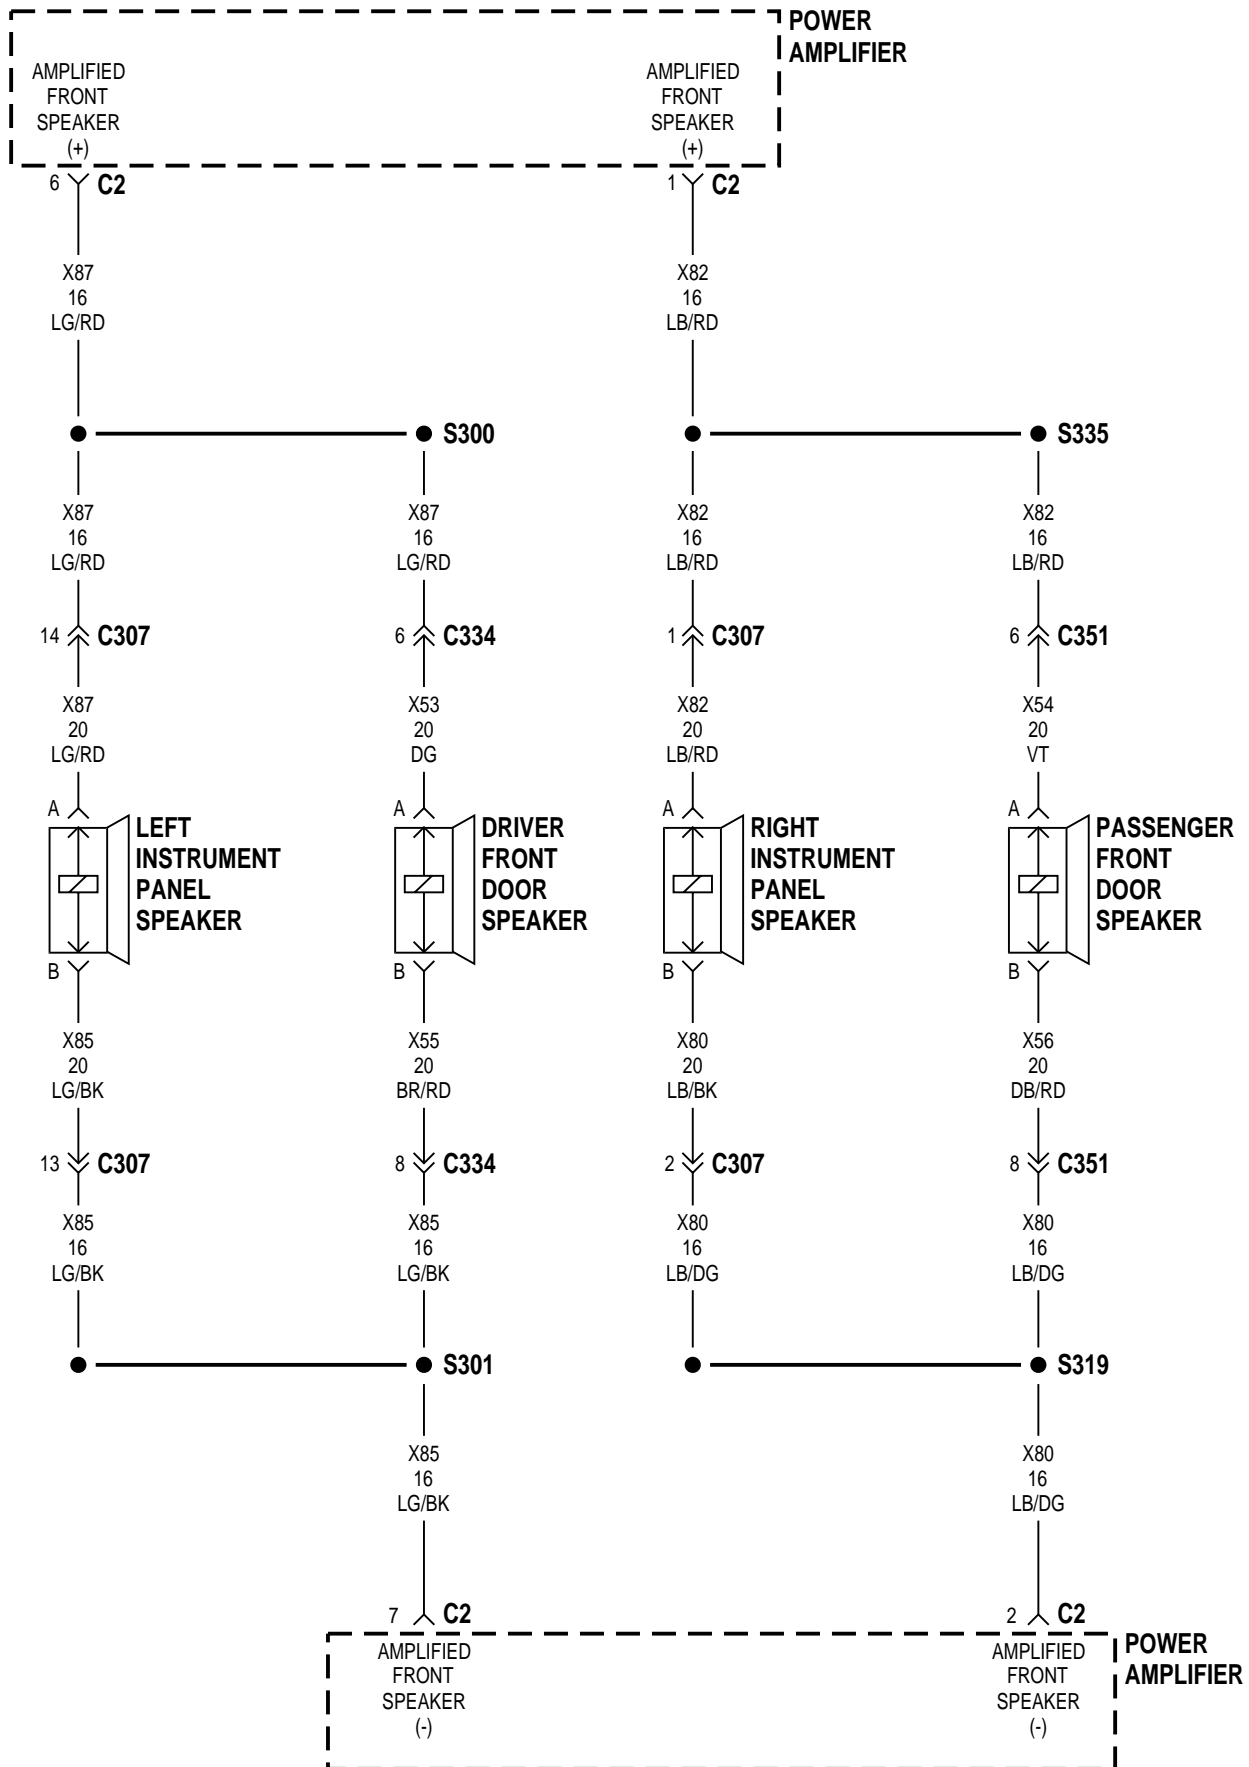 POWER
AMPLIFIER
AMPLIFIED
FRONT
SPEAKER
(+)
AMPLIFIED
FRONT
SPEAKER
(+)
6 C2
1 C2
X87
16
LG/RD
X82
16
LB/RD
S300
S335
X87
16
LG/RD
X87
16
LG/RD
X82
16
LB/RD
X82
16
LB/RD
14 C307
6 C334
1 C307
6 C351
X87
20
LG/RD
X53
20
DG
X82
20
LB/RD
X54
20
VT
A
A
A
A
LEFT
INSTRUMENT
PANEL
SPEAKER
DRIVER
FRONT
DOOR
SPEAKER
RIGHT
INSTRUMENT
PANEL
SPEAKER
PASSENGER
FRONT
DOOR
SPEAKER
B
B
B
B
X85
20
LG/BK
X55
20
BR/RD
X80
20
LB/BK
X56
20
DB/RD
13 C307
8 C334
2 C307
8 C351
X85
16
LG/BK
X85
16
LG/BK
X80
16
LB/DG
X80
16
LB/DG
S301
S319
X85
16
LG/BK
X80
16
LB/DG
7 C2
2 C2
AMPLIFIED
FRONT
SPEAKER
(-)
AMPLIFIED
FRONT
SPEAKER
(-)
POWER
AMPLIFIER